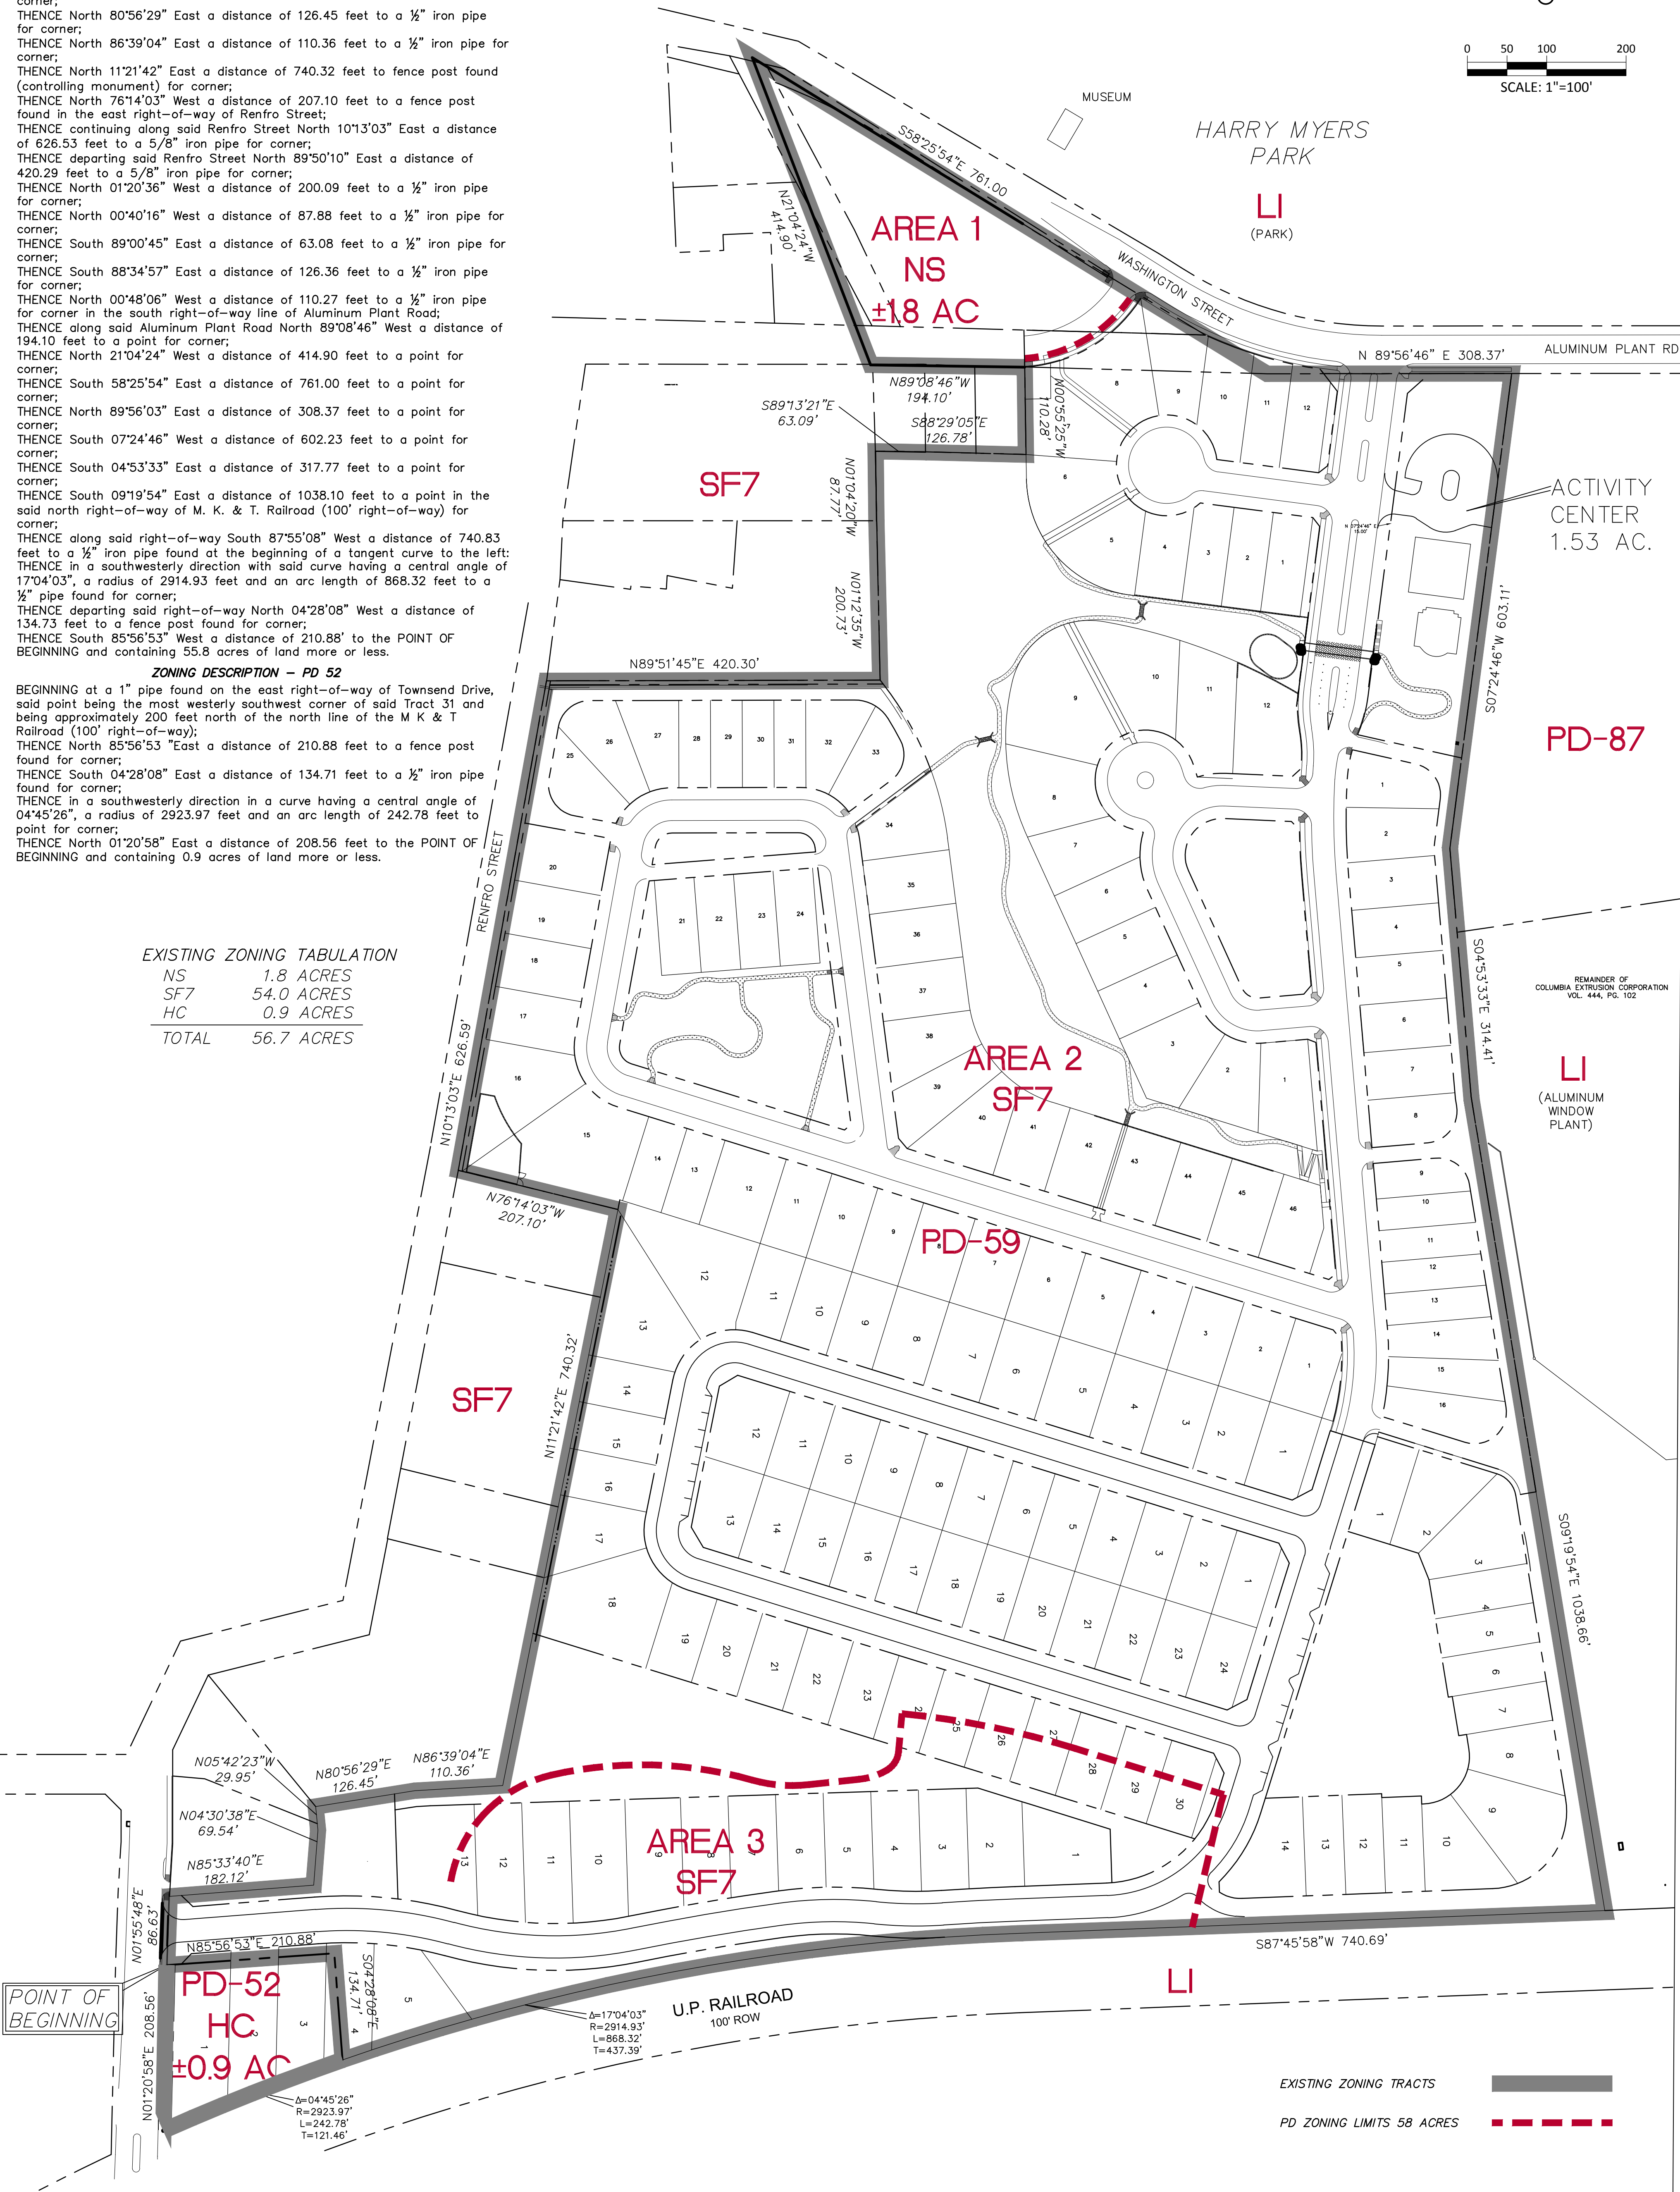 corner;
THENCE North 80°56'29" East a distance of 126.45 feet to a ½" iron pipe
for corner;
THENCE North 86°39'04" East a distance of 110.36 feet to a ½" iron pipe for
corner;
THENCE North 11°21'42" East a distance of 740.32 feet to fence post found
(controlling monument) for corner;
THENCE North 76°14'03" West a distance of 207.10 feet to a fence post
found in the east right-of-way of Renfro Street;
THENCE continuing along said Renfro Street North 10°13'03" East a distance
of 626.53 feet to a 5/8" iron pipe for corner;
THENCE departing said Renfro Street North 89°50'10" East a distance of
420.29 feet to a 5/8" iron pipe for corner;
THENCE North 01°20'36" West a distance of 200.09 feet to a ½" iron pipe
for corner;
THENCE North 00°40'16" West a distance of 87.88 feet to a ½" iron pipe for
corner;
THENCE South 89°00'45" East a distance of 63.08 feet to a ½" iron pipe for
corner;
THENCE South 88°34'57" East a distance of 126.36 feet to a ½" iron pipe
for corner;
THENCE North 00°48'06" West a distance of 110.27 feet to a ½" iron pipe
for corner in the south right-of-way line of Aluminum Plant Road;
THENCE along said Aluminum Plant Road North 89°08'46" West a distance of
194.10 feet to a point for corner;
THENCE North 21°04'24" West a distance of 414.90 feet to a point for
corner;
THENCE South 58°25'54" East a distance of 761.00 feet to a point for
corner;
THENCE North 89°56'03" East a distance of 308.37 feet to a point for
corner;
THENCE South 07°24'46" West a distance of 602.23 feet to a point for
corner;
THENCE South 04°53'33" East a distance of 317.77 feet to a point for
corner;
THENCE South 09°19'54" East a distance of 1038.10 feet to a point in the
said north right-of-way of M. K. & T. Railroad (100' right-of-way) for
corner;
THENCE along said right-of-way South 87°55'08" West a distance of 740.83
feet to a ½" iron pipe found at the beginning of a tangent curve to the left:
THENCE in a southwesterly direction with said curve having a central angle of
17°04'03", a radius of 2914.93 feet and an arc length of 868.32 feet to a
½" pipe found for corner;
THENCE departing said right-of-way North 04°28'08" West a distance of
134.73 feet to a fence post found for corner;
THENCE South 85°56'53" West a distance of 210.88' to the POINT OF
BEGINNING and containing 55.8 acres of land more or less.
ZONING DESCRIPTION - PD 52
BEGINNING at a 1" pipe found on the east right-of-way of Townsend Drive,
said point being the most westerly southwest corner of said Tract 31 and
being approximately 200 feet north of the north line of the M K & T
Railroad (100' right-of-way);
THENCE North 85°56'53 "East a distance of 210.88 feet to a fence post
found for corner;
THENCE South 04°28'08" East a distance of 134.71 feet to a ½" iron pipe
found for corner;
THENCE in a southwesterly direction in a curve having a central angle of
04°45'26", a radius of 2923.97 feet and an arc length of 242.78 feet to
point for corner;
THENCE North 01°20'58" East a distance of 208.56 feet to the POINT OF
BEGINNING and containing 0.9 acres of land more or less.
EXISTING ZONING TABULATION
NS 1.8 ACRES
SF7 54.0 ACRES
HC 0.9 ACRES
TOTAL 56.7 ACRES
0 50 100 200
SCALE: 1"=100'
MUSEUM
HARRY MYERS
PARK
LI
(PARK)
S58°25'54"E 761.00
N21°04'24"W
414.90'
AREA 1
NS
±1.8 AC
WASHINGTON STREET
N 89°56'46" E 308.37'
ALUMINUM PLANT RD
N89°08'46"W
194.10'
S89°13'21"E
63.09'
S88°29'05"E
126.78'
N00°55'25"W
110.28'
SF7
N01°04'20"W
87.77'
N01°12'35"W
200.73'
N89°51'45"E 420.30'
ACTIVITY
CENTER
1.53 AC.
N 07°24'46" E
15.00'
S07°24'46"W 603.11'
PD-87
RENFRO STREET
N10°13'03"E 626.59'
S04°53'33"E 314.41'
REMAINDER OF
COLUMBIA EXTRUSION CORPORATION
VOL. 444, PG. 102
LI
(ALUMINUM
WINDOW
PLANT)
AREA 2
SF7
N76°14'03"W
207.10'
PD-59
SF7
N11°21'42"E 740.32'
S09°19'54"E 1038.66'
N05°42'23"W
29.95'
N80°56'29"E
126.45'
N86°39'04"E
110.36'
N04°30'38"E
69.54'
N85°33'40"E
182.12'
AREA 3
SF7
N01°55'48"E
86.63'
N85°56'53"E 210.88'
S87°45'58"W 740.69'
POINT OF
BEGINNING
PD-52
HC
±0.9 AC
S04°28'08"E
134.71'
N01°20'58"E 208.56'
Δ=17°04'03"
R=2914.93'
L=868.32'
T=437.39'
U.P. RAILROAD
100' ROW
LI
Δ=04°45'26"
R=2923.97'
L=242.78'
T=121.46'
EXISTING ZONING TRACTS
PD ZONING LIMITS 58 ACRES